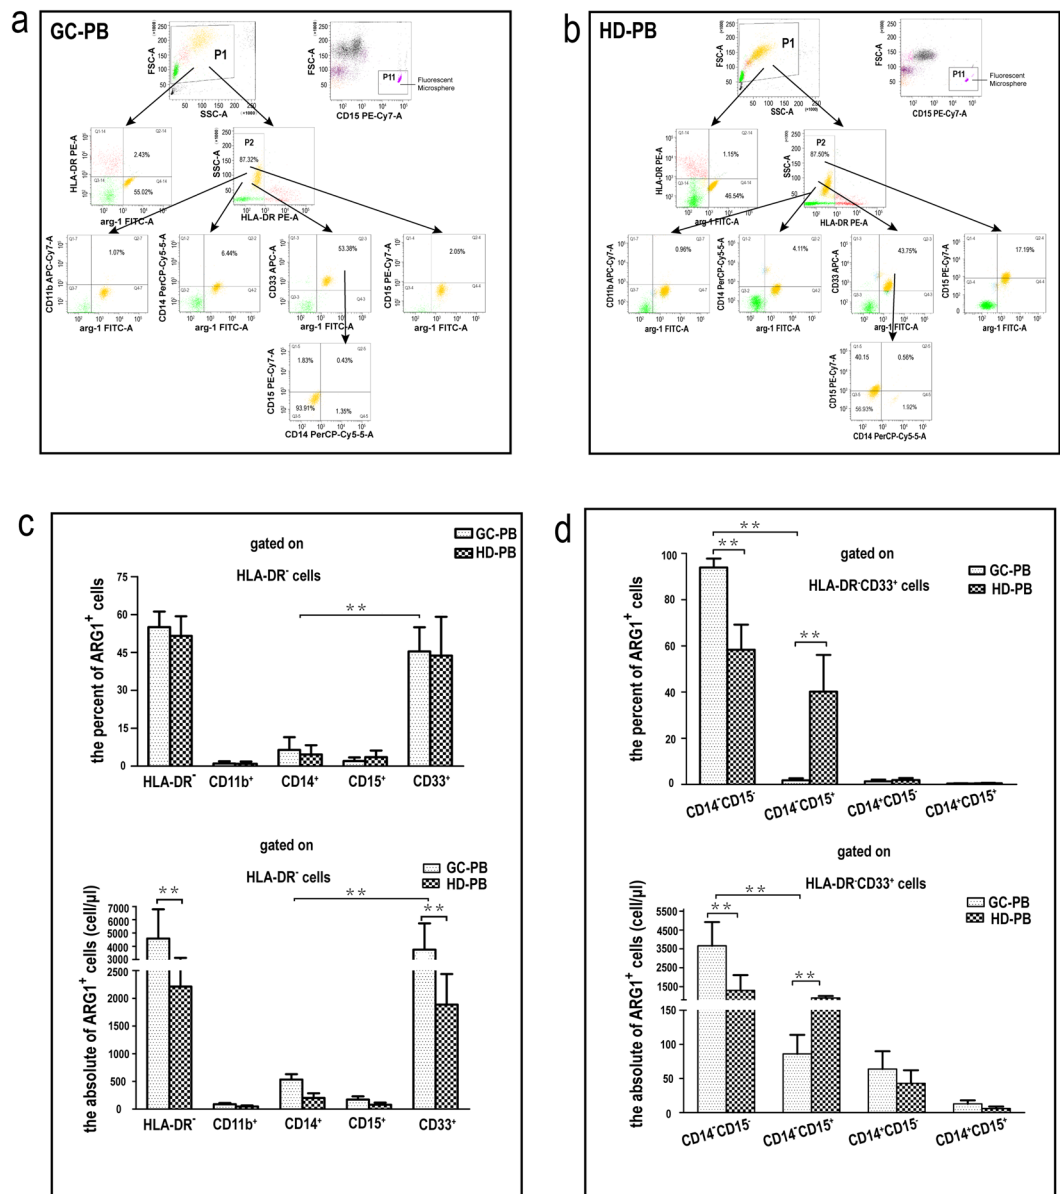 a
GC-PB
P1
FSC-A
SSC-A
P11
Fluorescent
Microsphere
CD15 PE-Cy7-A
2.43%
55.02%
HLA-DR PE-A
arg-1 FITC-A
P2
87.32%
SSC-A
HLA-DR PE-A
1.07%
CD11b APC-Cy7-A
arg-1 FITC-A
6.44%
CD14 PerCP-Cy5-5-A
arg-1 FITC-A
53.38%
CD33 APC-A
arg-1 FITC-A
2.05%
CD15 PE-Cy7-A
arg-1 FITC-A
1.83%
0.43%
93.91%
1.35%
CD15 PE-Cy7-A
CD14 PerCP-Cy5-5-A
b
HD-PB
P1
FSC-A
SSC-A
P11
Fluorescent
Microsphere
CD15 PE-Cy7-A
1.15%
46.54%
HLA-DR PE-A
arg-1 FITC-A
P2
87.50%
SSC-A
HLA-DR PE-A
0.96%
CD11b APC-Cy7-A
arg-1 FITC-A
4.11%
CD14 PerCP-Cy5-5-A
arg-1 FITC-A
43.75%
CD33 APC-A
arg-1 FITC-A
17.19%
CD15 PE-Cy7-A
arg-1 FITC-A
40.15
0.56%
56.93%
1.92%
CD15 PE-Cy7-A
CD14 PerCP-Cy5-5-A
c
GC-PB
HD-PB
gated on
HLA-DR⁻ cells
the percent of ARG1⁺ cells
75
60
45
30
15
0
**
HLA-DR⁻ CD11b⁺ CD14⁺ CD15⁺ CD33⁺
gated on
HLA-DR⁻ cells
GC-PB
HD-PB
the absolute of ARG1⁺ cells (cell/μl)
7000
6000
5000
4000
3000
2500
2000
1500
1000
500
0
**
**
**
HLA-DR⁻ CD11b⁺ CD14⁺ CD15⁺ CD33⁺
d
**
**
**
gated on
HLA-DR⁻CD33⁺ cells
GC-PB
HD-PB
the percent of ARG1⁺ cells
100
80
60
40
20
0
CD14⁻CD15⁻ CD14⁻CD15⁺ CD14⁺CD15⁻ CD14⁺CD15⁺
gated on
HLA-DR⁻CD33⁺ cells
GC-PB
HD-PB
**
**
**
the absolute of ARG1⁺ cells (cell/μl)
5500
4500
3500
2500
1500
150
100
50
0
CD14⁻CD15⁻ CD14⁻CD15⁺ CD14⁺CD15⁻ CD14⁺CD15⁺